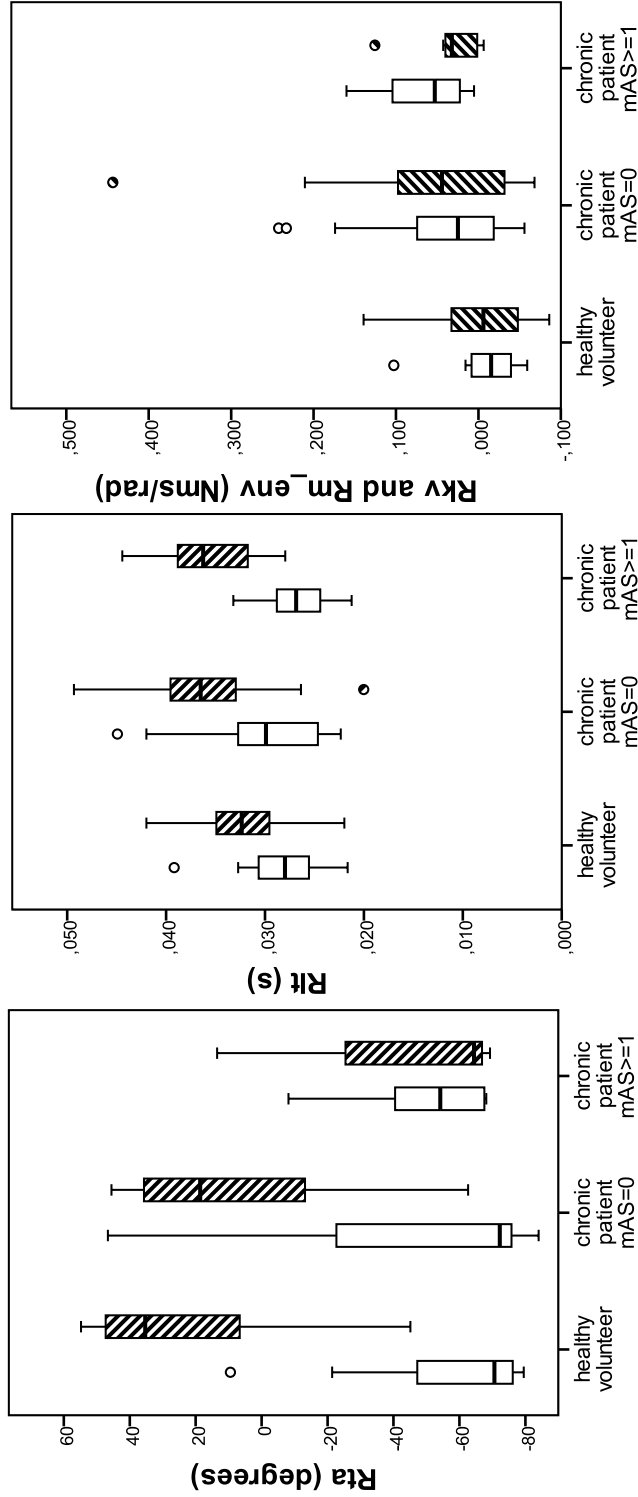 Rta (degrees)
60
40
20
0
-20
-40
-60
-80
healthy
volunteer
chronic
patient
mAS=0
chronic
patient
mAS>=1
Rlt (s)
,050
,040
,030
,020
,010
,000
healthy
volunteer
chronic
patient
mAS=0
chronic
patient
mAS>=1
Rkv and Rm_env (Nms/rad)
,500
,400
,300
,200
,100
,000
-,100
healthy
volunteer
chronic
patient
mAS=0
chronic
patient
mAS>=1